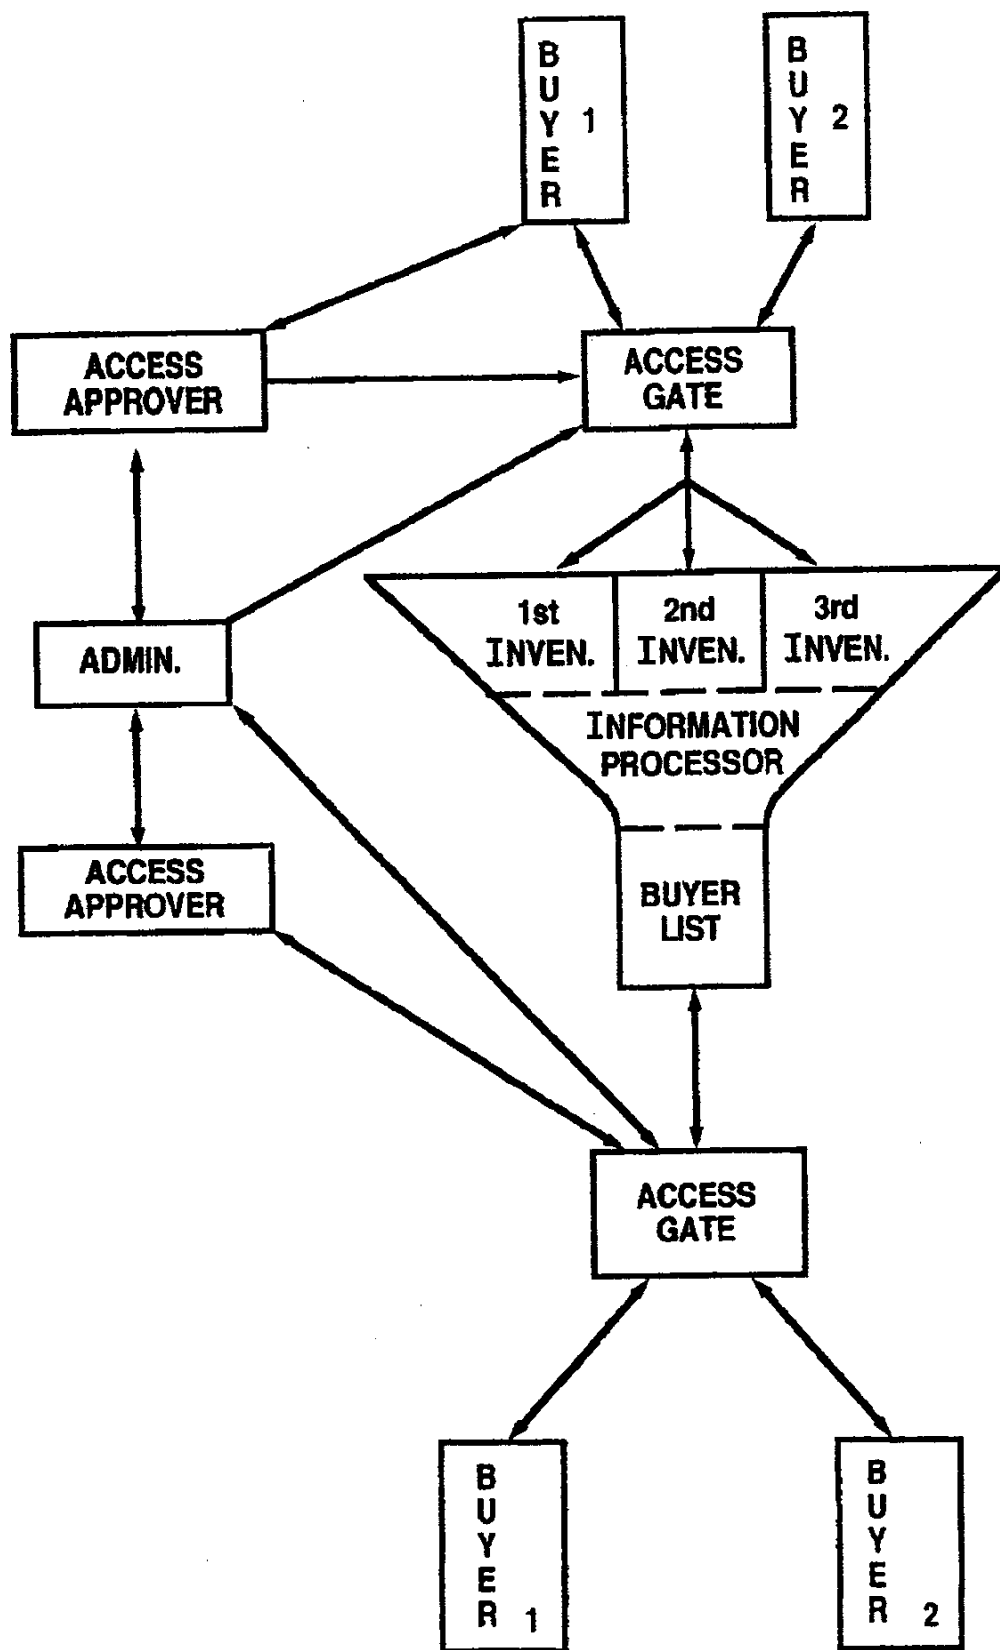 BUYER 1
BUYER 2
ACCESS
APPROVER
ACCESS
GATE
1st
INVEN.
2nd
INVEN.
3rd
INVEN.
ADMIN.
INFORMATION
PROCESSOR
ACCESS
APPROVER
BUYER
LIST
ACCESS
GATE
BUYER 1
BUYER 2